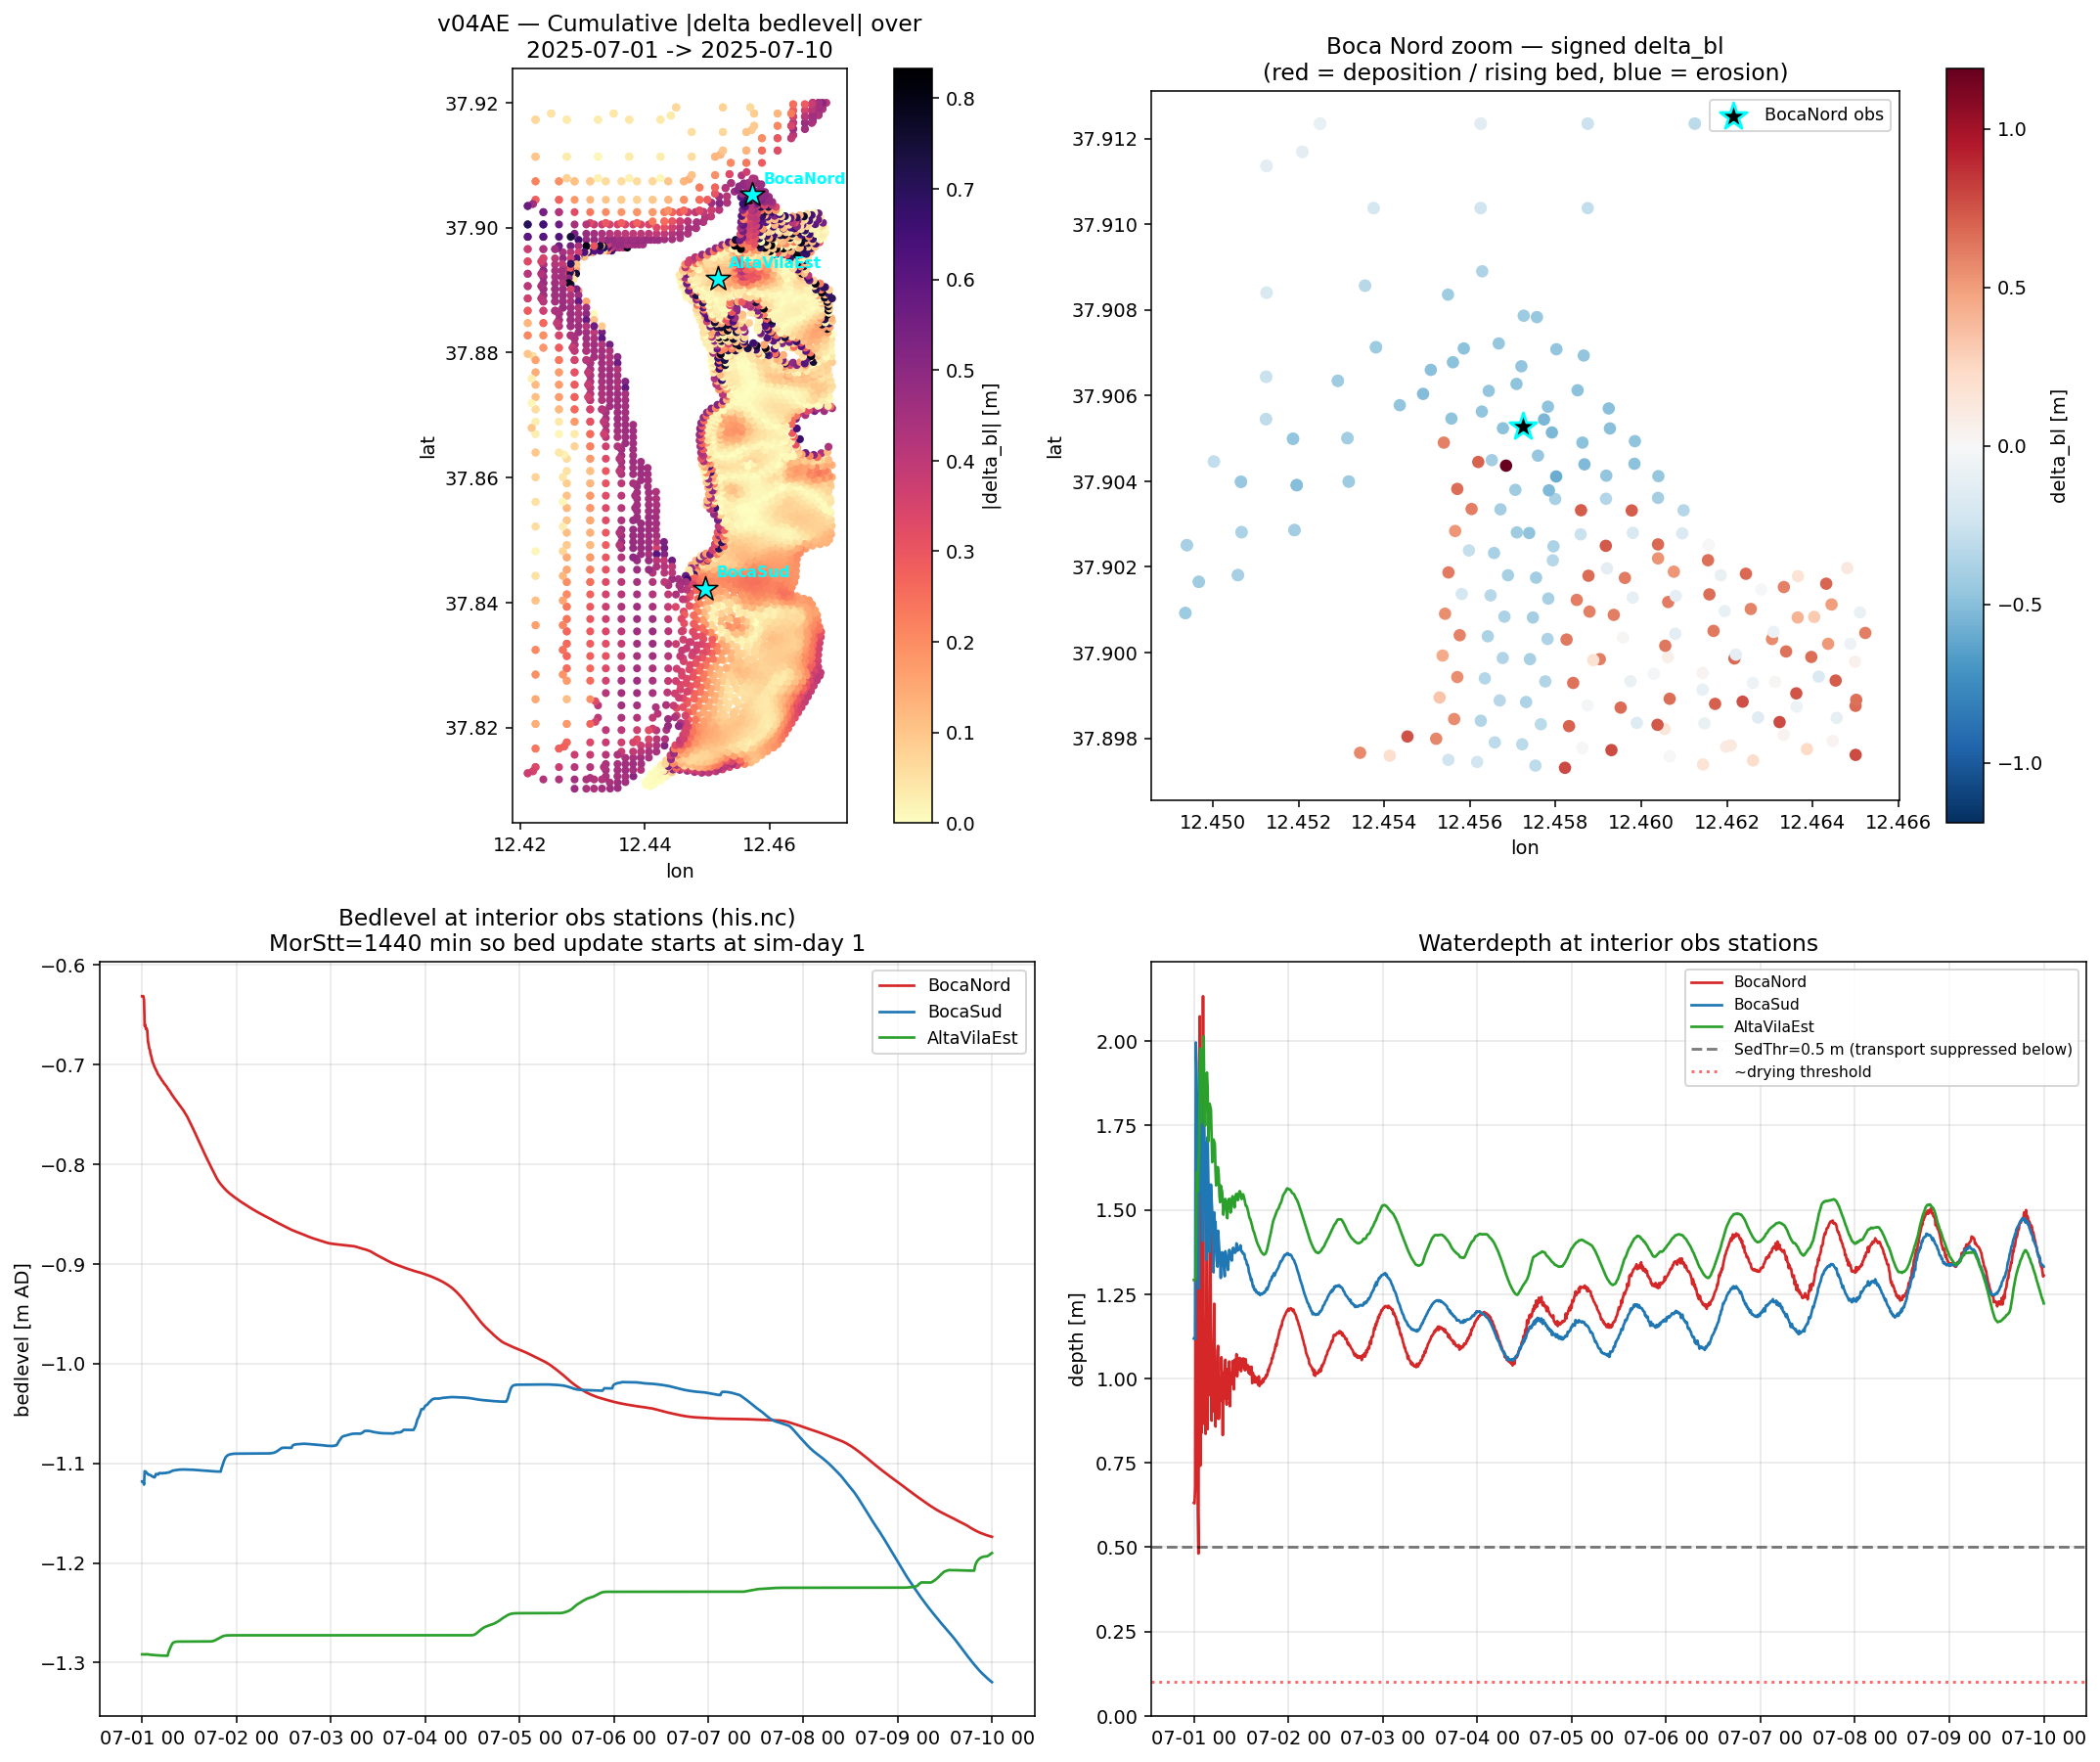 v04AE — Cumulative |delta bedlevel| over
2025-07-01 -> 2025-07-10
37.92
37.90
37.88
37.86
37.84
37.82
lat
12.42
12.44
12.46
lon
BocaNord
AltaVilaEst
BocaSud
0.8
0.7
0.6
0.5
0.4
0.3
0.2
0.1
0.0
|delta_bl| [m]
Boca Nord zoom — signed delta_bl
(red = deposition / rising bed, blue = erosion)
BocaNord obs
37.912
37.910
37.908
37.906
37.904
37.902
37.900
37.898
lat
12.450
12.452
12.454
12.456
12.458
12.460
12.462
12.464
12.466
lon
1.0
0.5
0.0
−0.5
−1.0
delta_bl [m]
Bedlevel at interior obs stations (his.nc)
MorStt=1440 min so bed update starts at sim-day 1
BocaNord
BocaSud
AltaVilaEst
−0.6
−0.7
−0.8
−0.9
−1.0
−1.1
−1.2
−1.3
bedlevel [m AD]
07-01 00
07-02 00
07-03 00
07-04 00
07-05 00
07-06 00
07-07 00
07-08 00
07-09 00
07-10 00
Waterdepth at interior obs stations
BocaNord
BocaSud
AltaVilaEst
SedThr=0.5 m (transport suppressed below)
~drying threshold
2.00
1.75
1.50
1.25
1.00
0.75
0.50
0.25
0.00
depth [m]
07-01 00
07-02 00
07-03 00
07-04 00
07-05 00
07-06 00
07-07 00
07-08 00
07-09 00
07-10 00